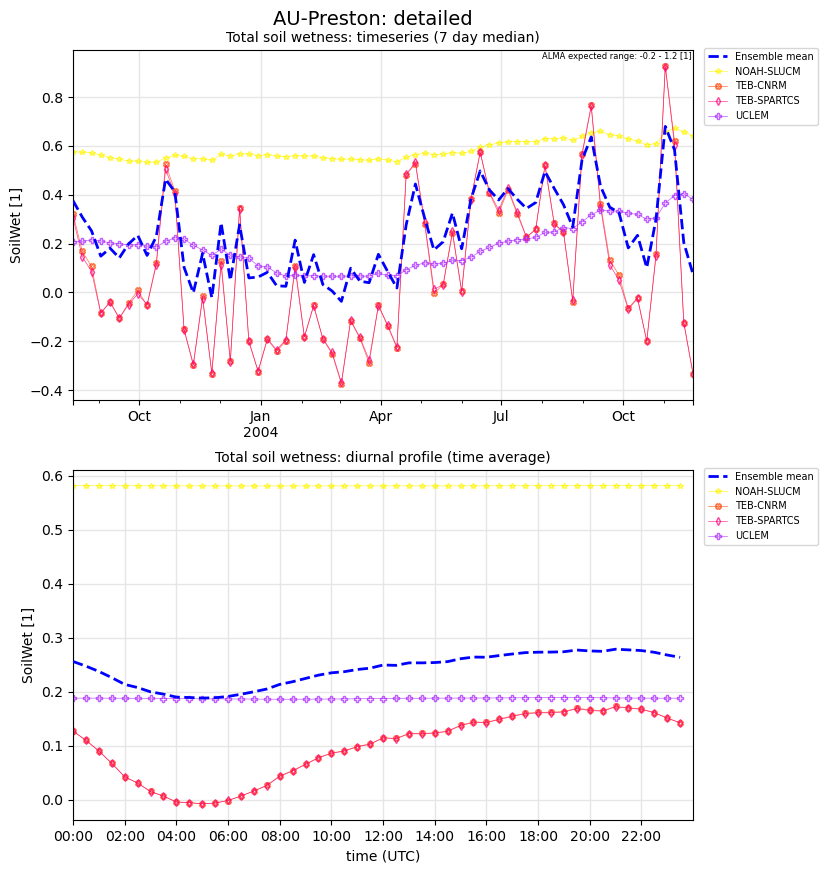 AU-Preston: detailed
Total soil wetness: timeseries (7 day median)
ALMA expected range: -0.2 - 1.2 [1]
Ensemble mean
NOAH-SLUCM
TEB-CNRM
TEB-SPARTCS
UCLEM
SoilWet [1]
0.8
0.6
0.4
0.2
0.0
−0.2
−0.4
Oct
Jan
2004
Apr
Jul
Oct
Total soil wetness: diurnal profile (time average)
Ensemble mean
NOAH-SLUCM
TEB-CNRM
TEB-SPARTCS
UCLEM
SoilWet [1]
0.6
0.5
0.4
0.3
0.2
0.1
0.0
00:00 02:00 04:00 06:00 08:00 10:00 12:00 14:00 16:00 18:00 20:00 22:00
time (UTC)